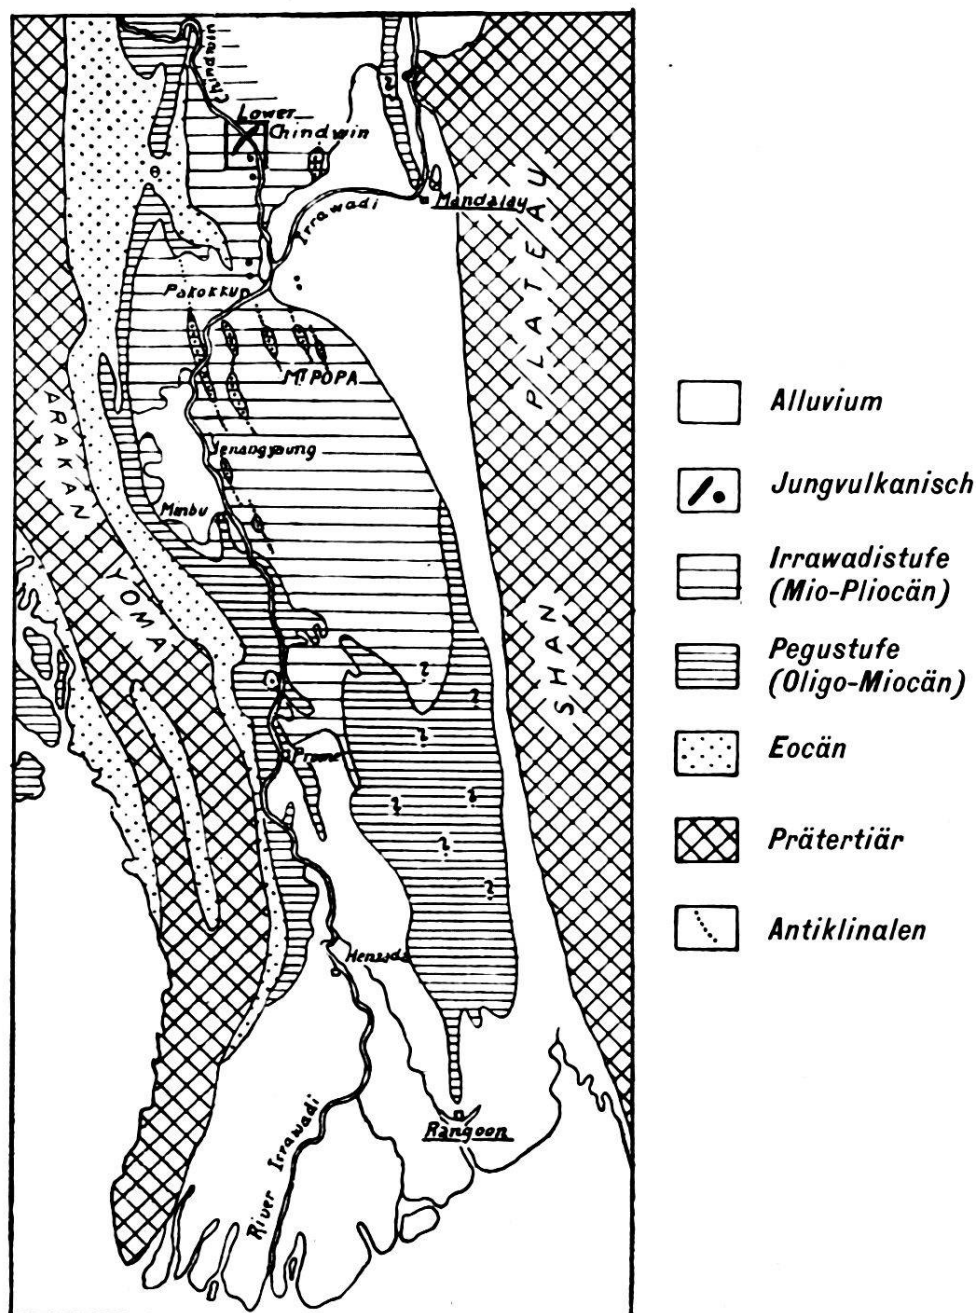 Chindwin
Lower
Chindwin
Irrawadi
Mandalay
Pakokku
MT POPA
Jenangyaung
Minbu
ARAKAN
YOMA
SHAN
PLATEAU
Prome
Henzada
Rangoon
River Irrawadi
Alluvium
Jungvulkanisch
Irrawadistufe
(Mio-Pliocän)
Pegustufe
(Oligo-Miocän)
Eocän
Prätertiär
Antiklinalen